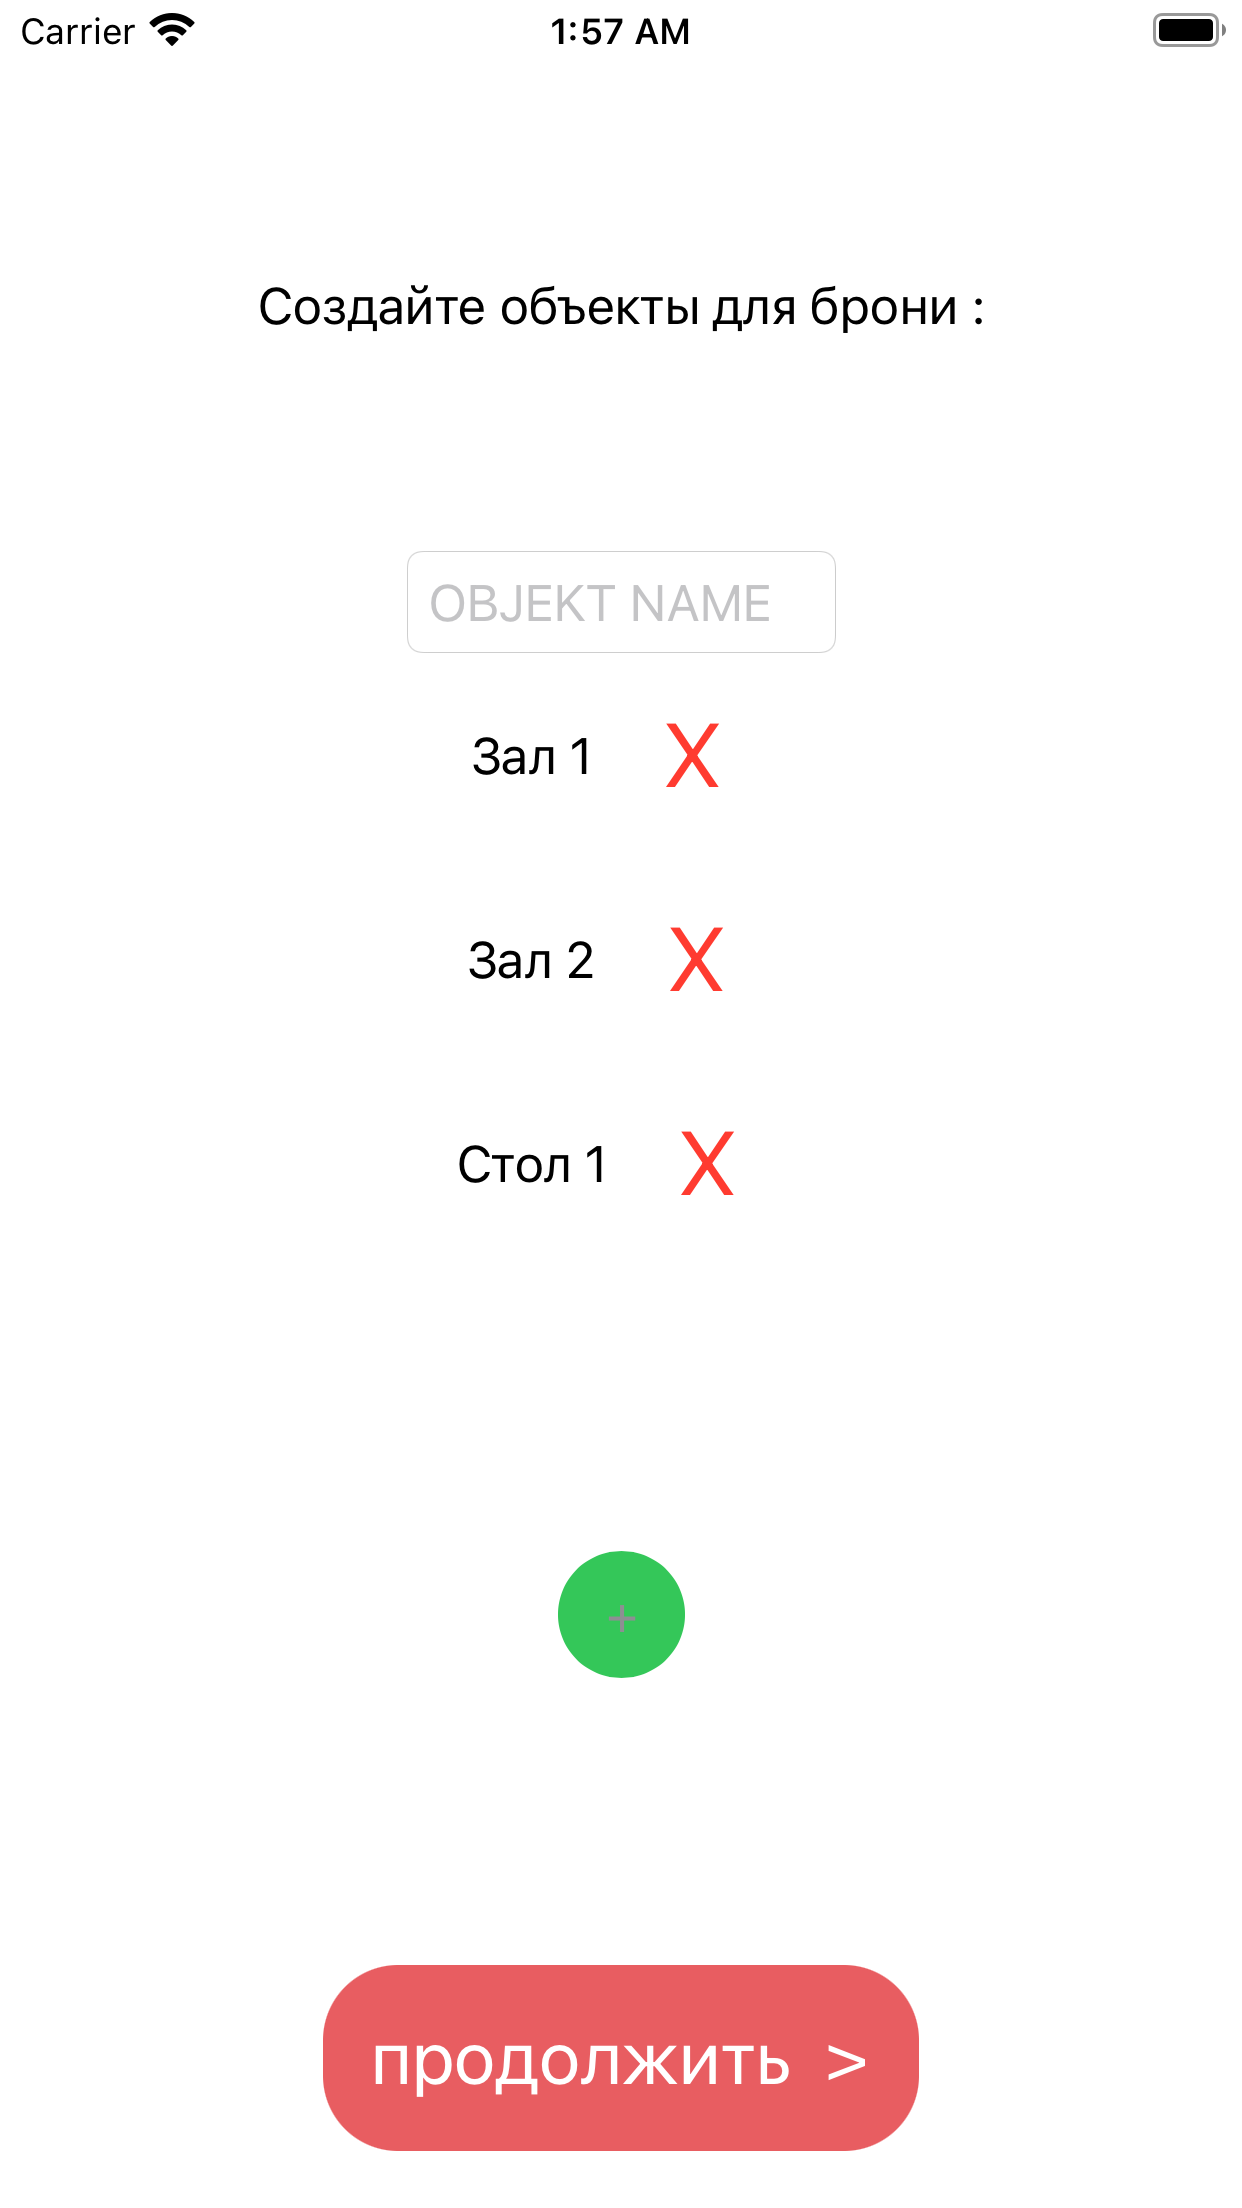 Carrier 1:57 AM
Создайте объекты для брони :
OBJEKT NAME
Зал 1 X
Зал 2 X
Стол 1 X
+
продолжить >